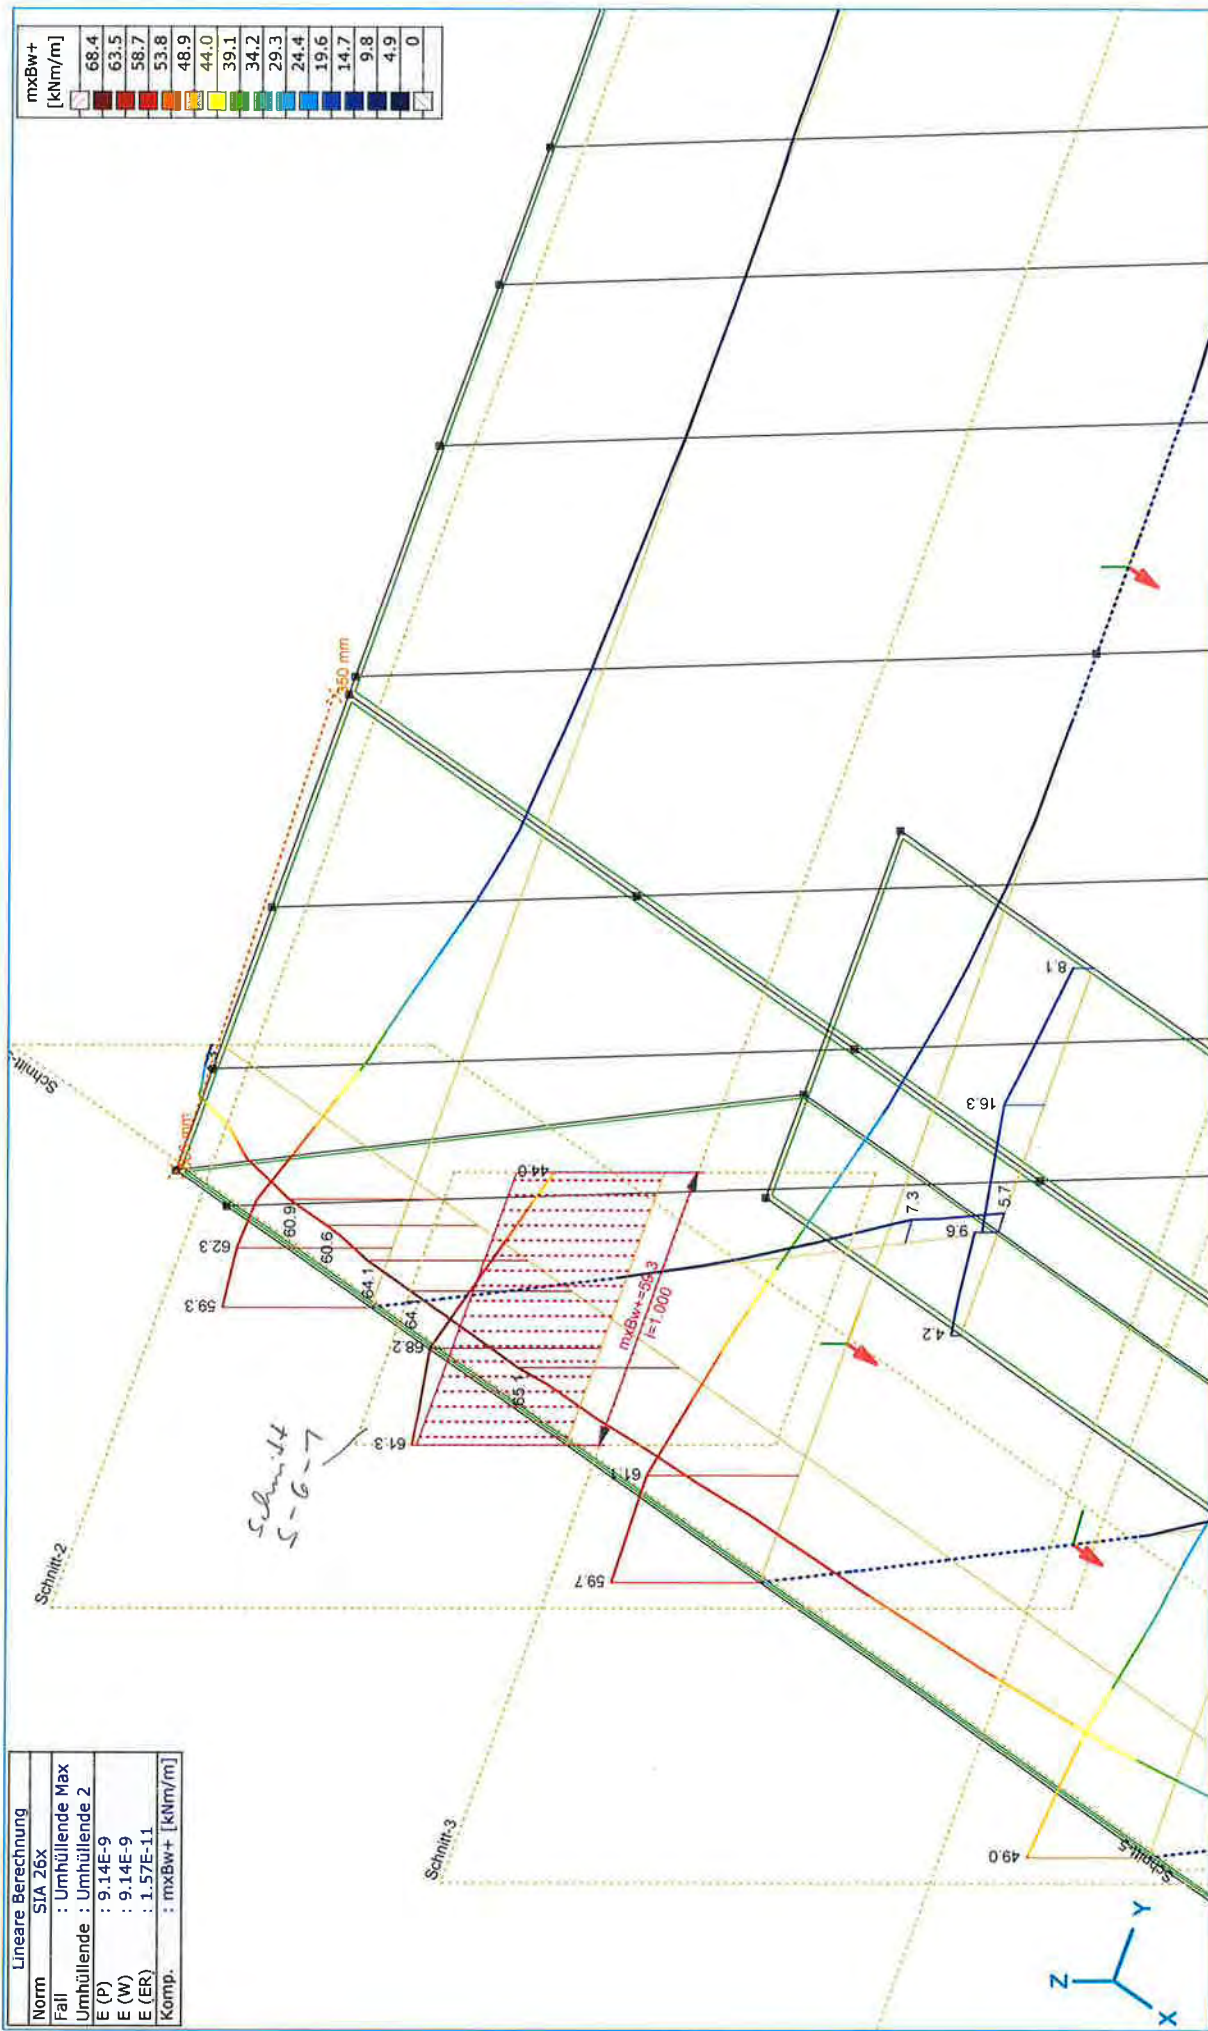 Lineare Berechnung
Norm SIA 26x
Fall : Umhüllende Max
Umhüllende : Umhüllende 2
E (P) : 9.14E-9
E (W) : 9.14E-9
E (ER) : 1.57E-11
Komp. : mxBw+ [kNm/m]
mxBw+
[kNm/m]
68.4
63.5
58.7
53.8
48.9
44.0
39.1
34.2
29.3
24.4
19.6
14.7
9.8
4.9
0
Schnitt-
Schnitt-2
Schnitt-3
Schnitt-5
Schnitt
5-6-7
350 mm
mm
59.3
62.3
60.9
60.6
64.1
64.
68.2
61.3
65.1
44.0
mxBw+=59.3
l=1.000
59.7
61.1
49.0
7.3
5.7
9.6
4.2
16.3
8.1
Z
Y
X